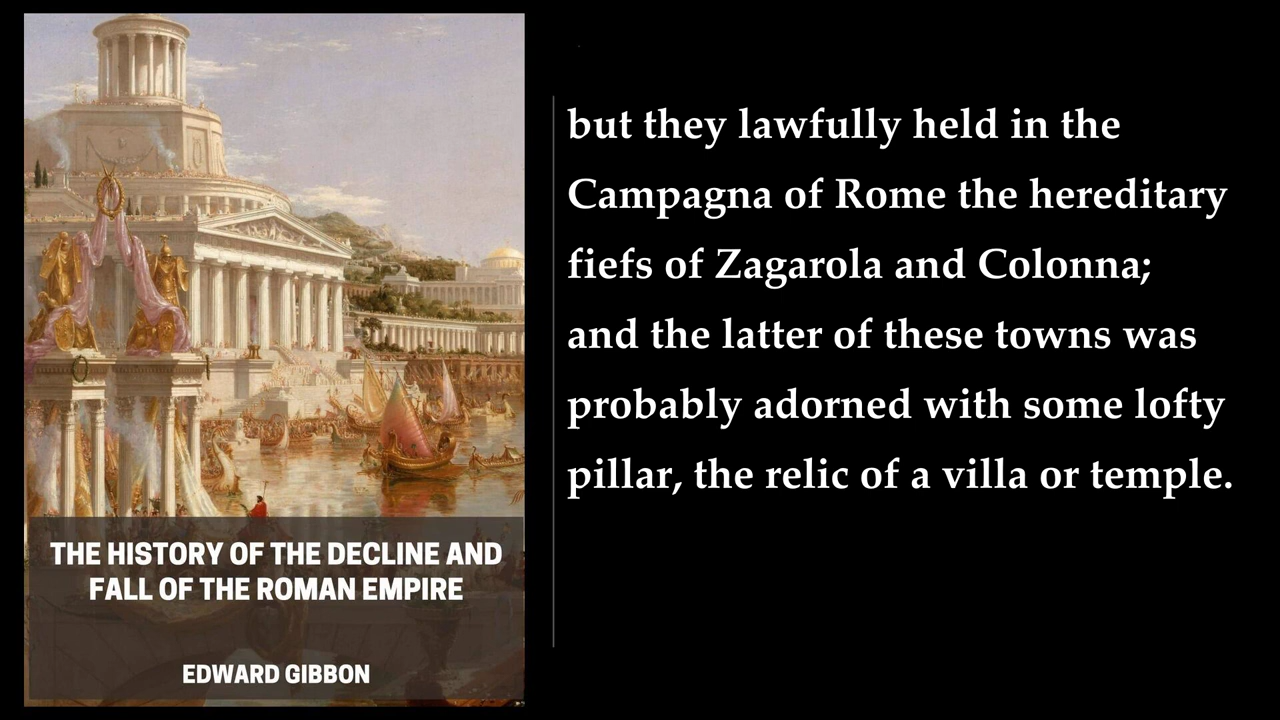 THE HISTORY OF THE DECLINE AND
FALL OF THE ROMAN EMPIRE
EDWARD GIBBON
but they lawfully held in the
Campagna of Rome the hereditary
fiefs of Zagarola and Colonna;
and the latter of these towns was
probably adorned with some lofty
pillar, the relic of a villa or temple.